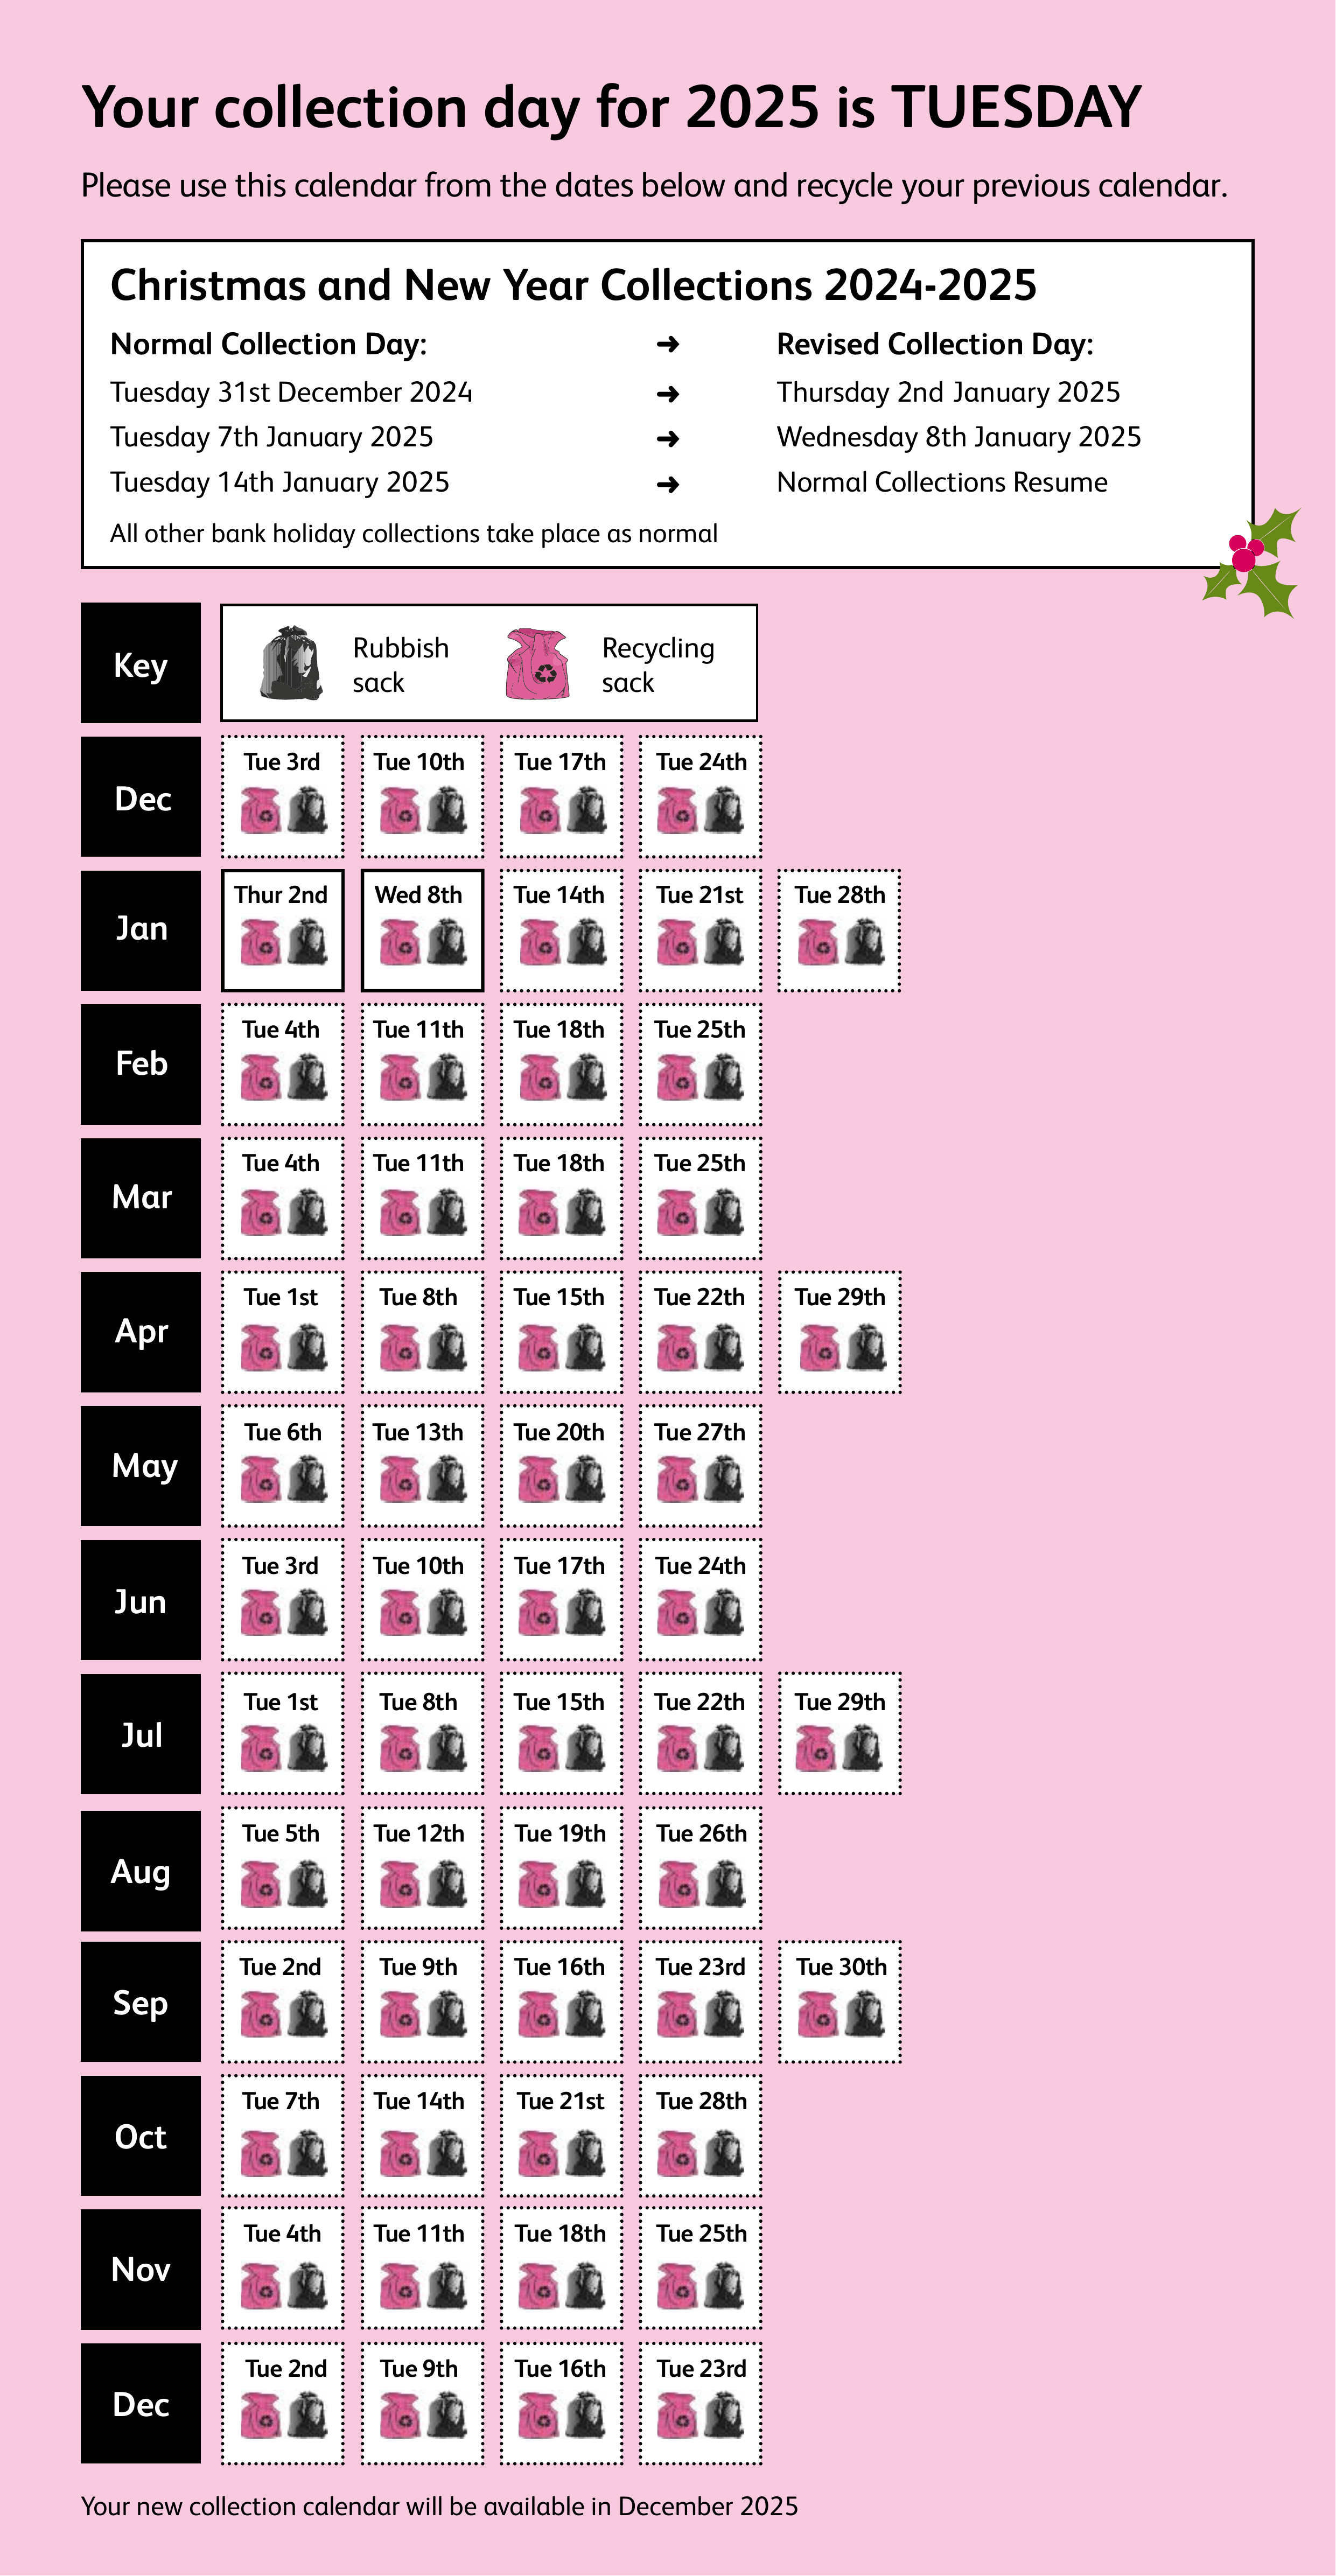 Your collection day for 2025 is TUESDAY
Please use this calendar from the dates below and recycle your previous calendar.
Christmas and New Year Collections 2024-2025
Normal Collection Day: ➜ Revised Collection Day:
Tuesday 31st December 2024 ➜ Thursday 2nd January 2025
Tuesday 7th January 2025 ➜ Wednesday 8th January 2025
Tuesday 14th January 2025 ➜ Normal Collections Resume
All other bank holiday collections take place as normal
Key
Rubbish
sack
Recycling
sack
Dec
Tue 3rd Tue 10th Tue 17th Tue 24th
Jan
Thur 2nd Wed 8th Tue 14th Tue 21st Tue 28th
Feb
Tue 4th Tue 11th Tue 18th Tue 25th
Mar
Tue 4th Tue 11th Tue 18th Tue 25th
Apr
Tue 1st Tue 8th Tue 15th Tue 22th Tue 29th
May
Tue 6th Tue 13th Tue 20th Tue 27th
Jun
Tue 3rd Tue 10th Tue 17th Tue 24th
Jul
Tue 1st Tue 8th Tue 15th Tue 22th Tue 29th
Aug
Tue 5th Tue 12th Tue 19th Tue 26th
Sep
Tue 2nd Tue 9th Tue 16th Tue 23rd Tue 30th
Oct
Tue 7th Tue 14th Tue 21st Tue 28th
Nov
Tue 4th Tue 11th Tue 18th Tue 25th
Dec
Tue 2nd Tue 9th Tue 16th Tue 23rd
Your new collection calendar will be available in December 2025